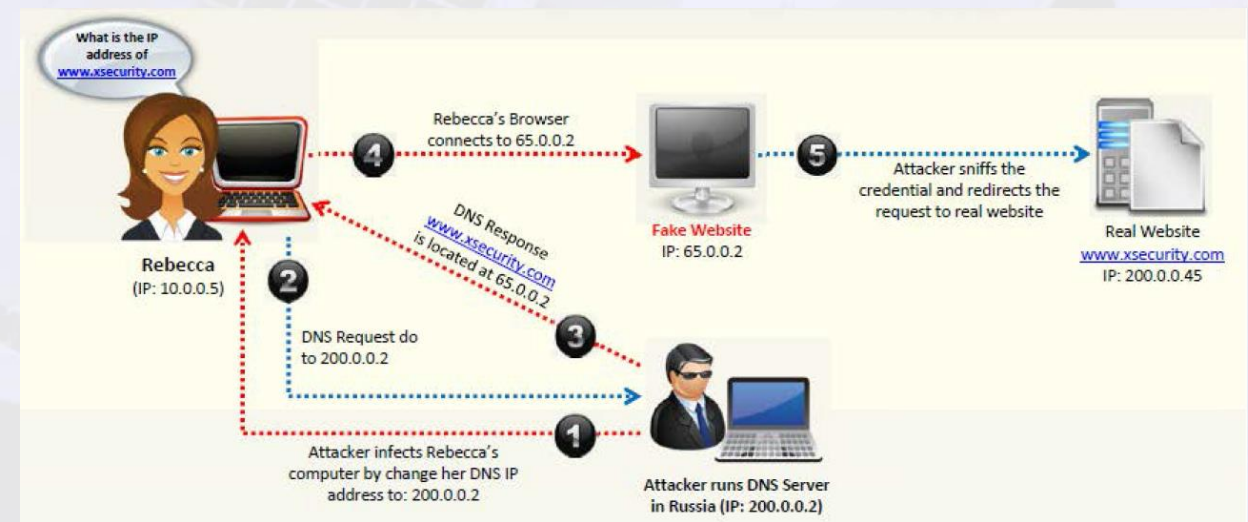 What is the IP
address of
www.xsecurity.com
Rebecca
(IP: 10.0.0.5)
4
Rebecca's Browser
connects to 65.0.0.2
Fake Website
IP: 65.0.0.2
5
Attacker sniffs the
credential and redirects the
request to real website
Real Website
www.xsecurity.com
IP: 200.0.0.45
2
DNS Request do
to 200.0.0.2
DNS Response
www.xsecurity.com
is located at 65.0.0.2
3
1
Attacker infects Rebecca's
computer by change her DNS IP
address to: 200.0.0.2
Attacker runs DNS Server
in Russia (IP: 200.0.0.2)